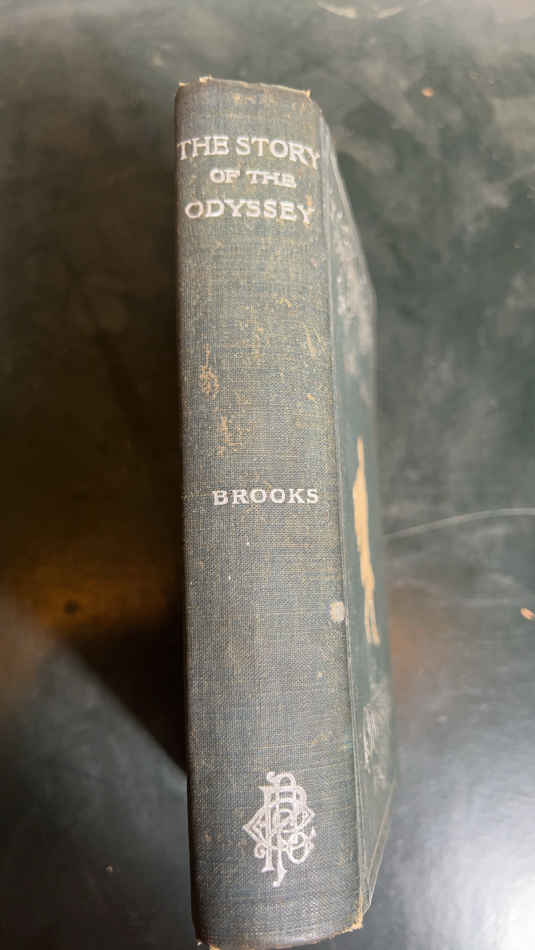 THE STORY
OF THE
ODYSSEY
BROOKS